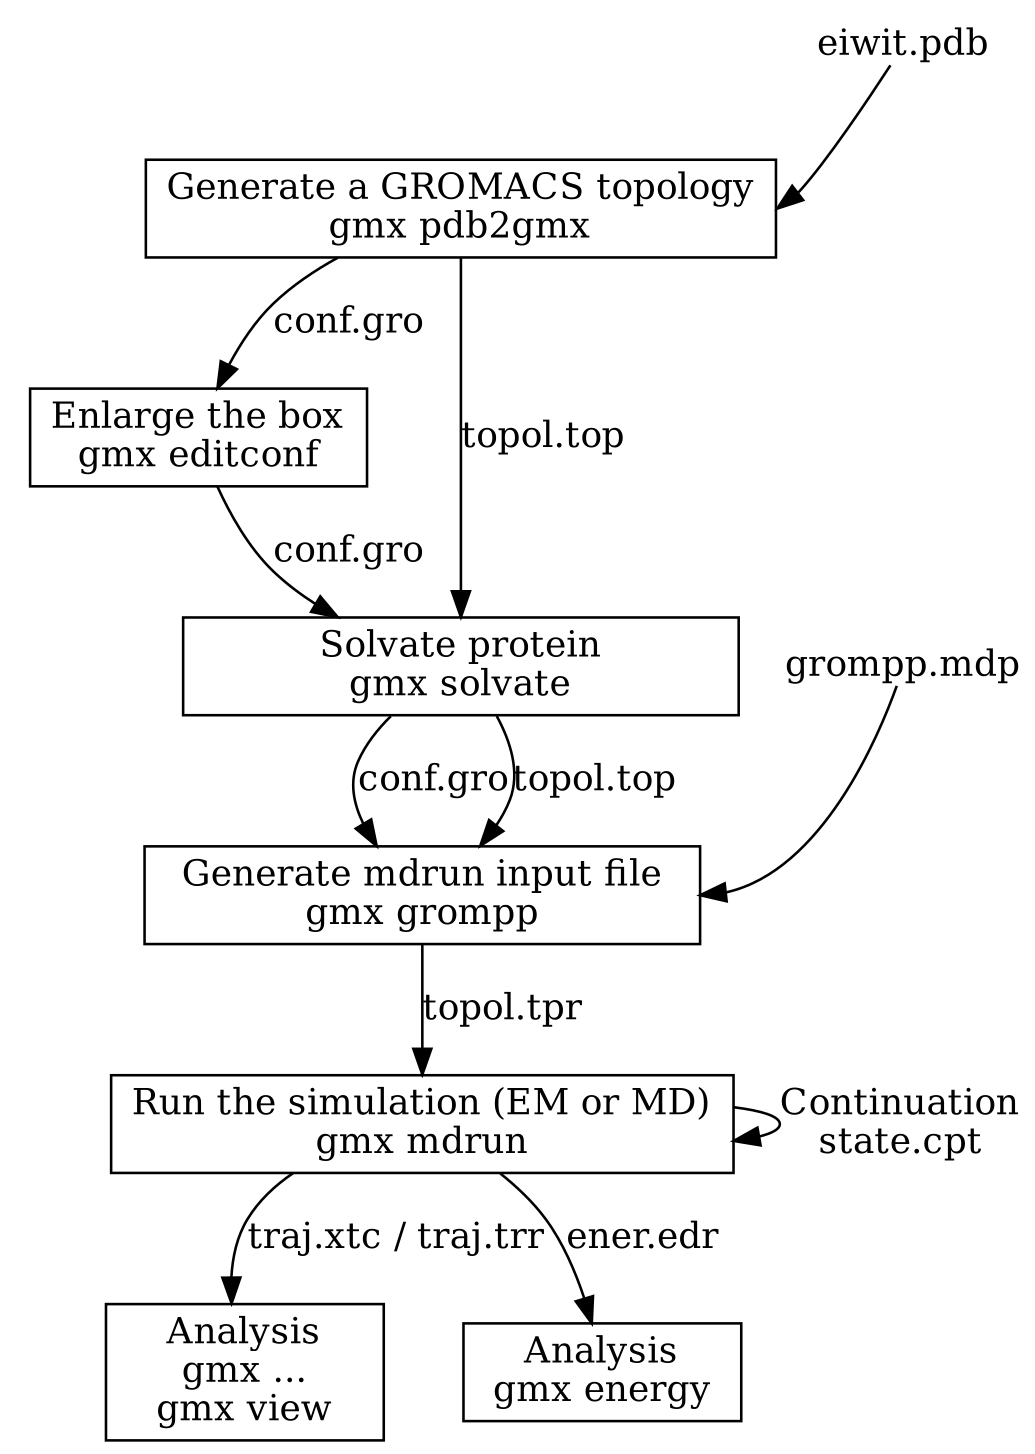 eiwit.pdb
Generate a GROMACS topology
gmx pdb2gmx
conf.gro
Enlarge the box
gmx editconf
topol.top
conf.gro
Solvate protein
gmx solvate
grompp.mdp
conf.gro
topol.top
Generate mdrun input file
gmx grompp
topol.tpr
Run the simulation (EM or MD)
gmx mdrun
Continuation
state.cpt
traj.xtc / traj.trr
ener.edr
Analysis
gmx ...
gmx view
Analysis
gmx energy